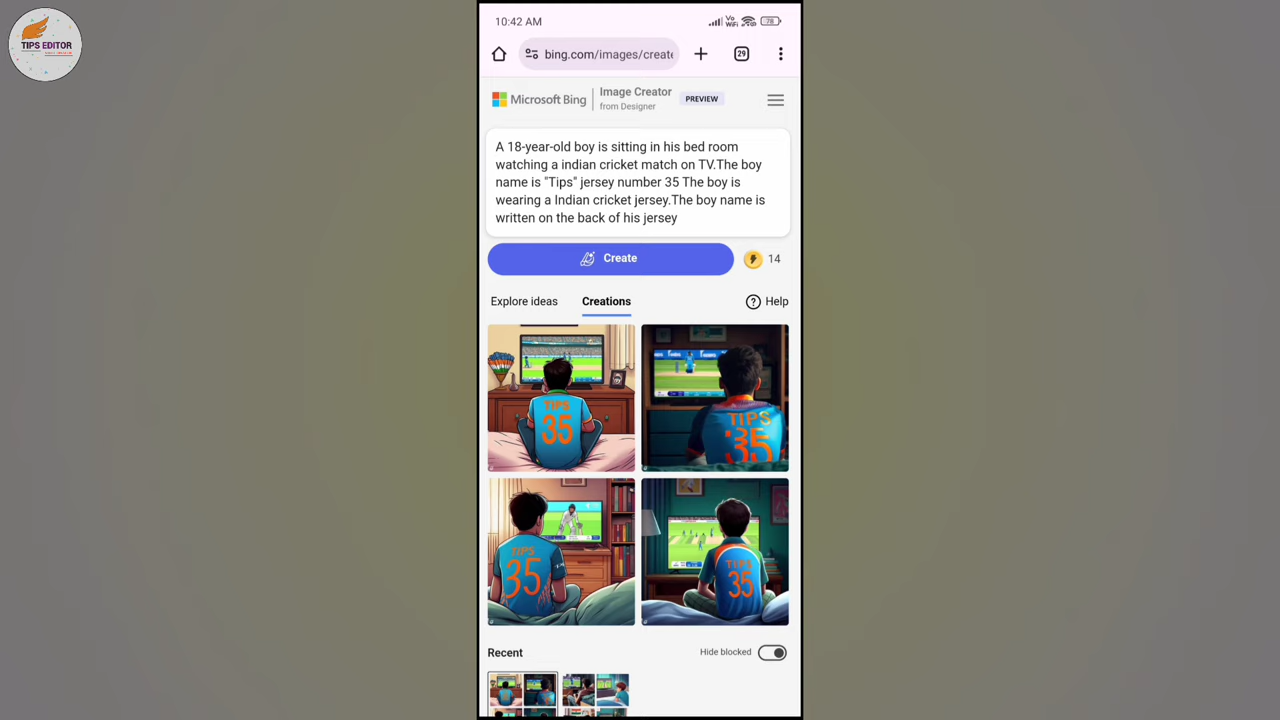 TIPS EDITOR
10:42 AM
Vo
WiFi
78
bing.com/images/create
29
Microsoft Bing
Image Creator
from Designer
PREVIEW
A 18-year-old boy is sitting in his bed room
watching a indian cricket match on TV.The boy
name is "Tips" jersey number 35 The boy is
wearing a Indian cricket jersey.The boy name is
written on the back of his jersey
Create
14
Explore ideas
Creations
Help
TIPS
35
TIPS
35
TIPS
35
TIPS
35
Recent
Hide blocked